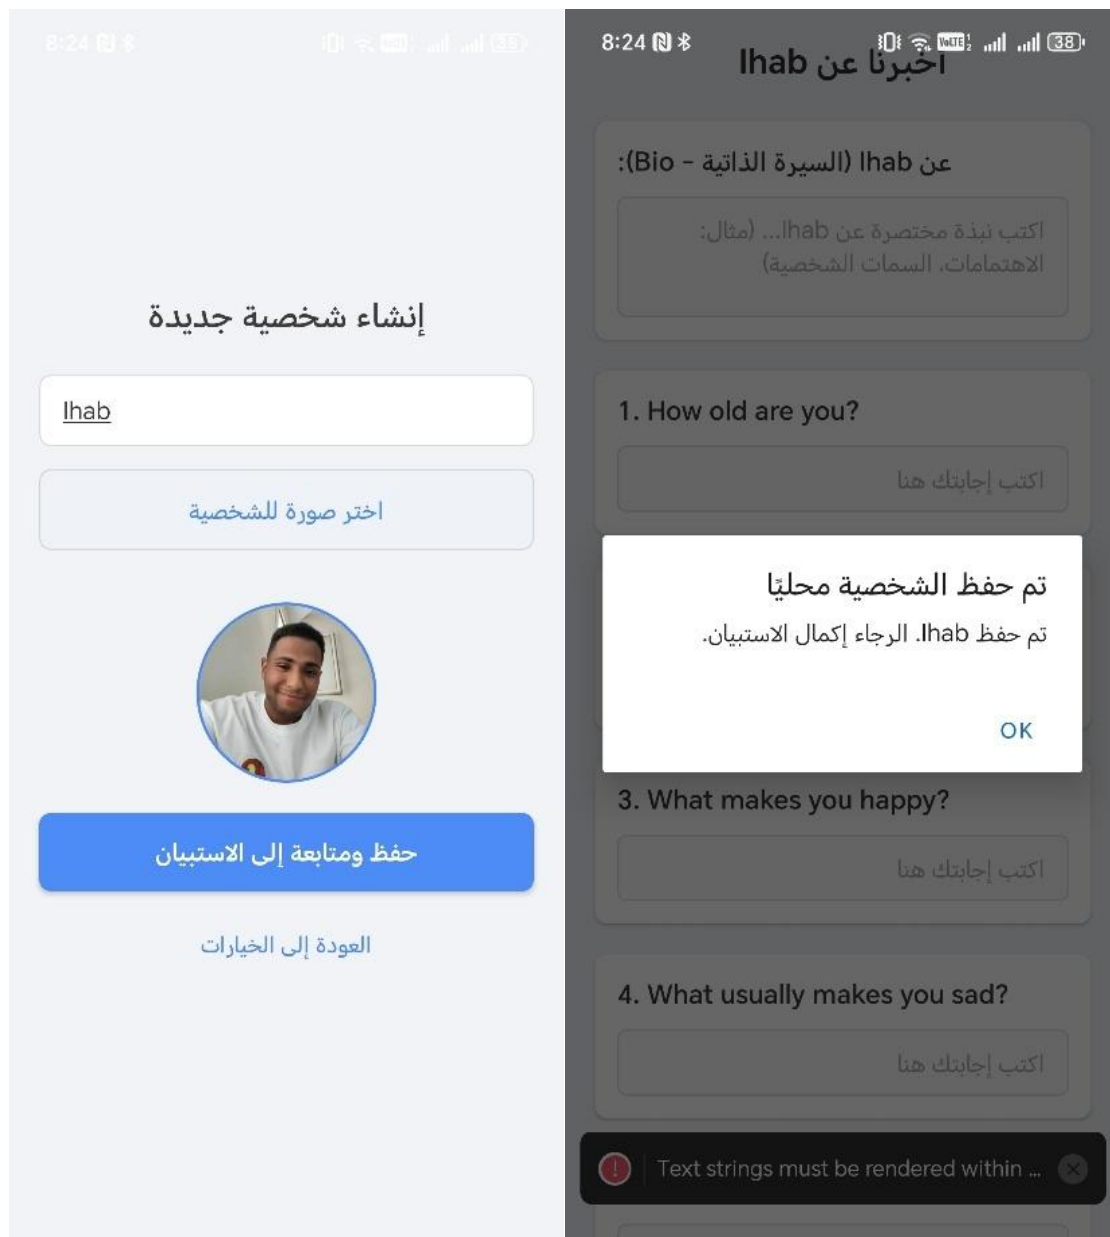 8:24
35
إنشاء شخصية جديدة
Ihab
اختر صورة للشخصية
حفظ ومتابعة إلى الاستبيان
العودة إلى الخيارات
8:24
VoLTE
38
أخبرنا عن Ihab
عن Ihab (السيرة الذاتية - Bio):
اكتب نبذة مختصرة عن Ihab... (مثال:
الاهتمامات، السمات الشخصية)
1. How old are you?
اكتب إجابتك هنا
تم حفظ الشخصية محليًا
تم حفظ Ihab. الرجاء إكمال الاستبيان.
OK
3. What makes you happy?
اكتب إجابتك هنا
4. What usually makes you sad?
اكتب إجابتك هنا
Text strings must be rendered within ...